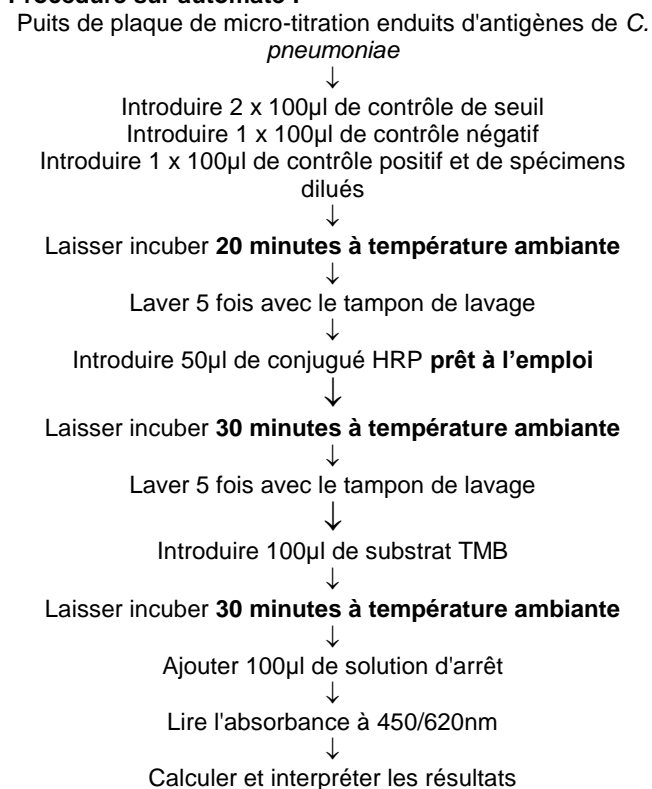 Procédure sur automate :
Puits de plaque de micro-titration enduits d'antigènes de C.
pneumoniae
↓
Introduire 2 x 100µl de contrôle de seuil
Introduire 1 x 100µl de contrôle négatif
Introduire 1 x 100µl de contrôle positif et de spécimens
dilués
↓
Laisser incuber 20 minutes à température ambiante
↓
Laver 5 fois avec le tampon de lavage
↓
Introduire 50µl de conjugué HRP prêt à l’emploi
↓
Laisser incuber 30 minutes à température ambiante
↓
Laver 5 fois avec le tampon de lavage
↓
Introduire 100µl de substrat TMB
↓
Laisser incuber 30 minutes à température ambiante
↓
Ajouter 100µl de solution d'arrêt
↓
Lire l'absorbance à 450/620nm
↓
Calculer et interpréter les résultats